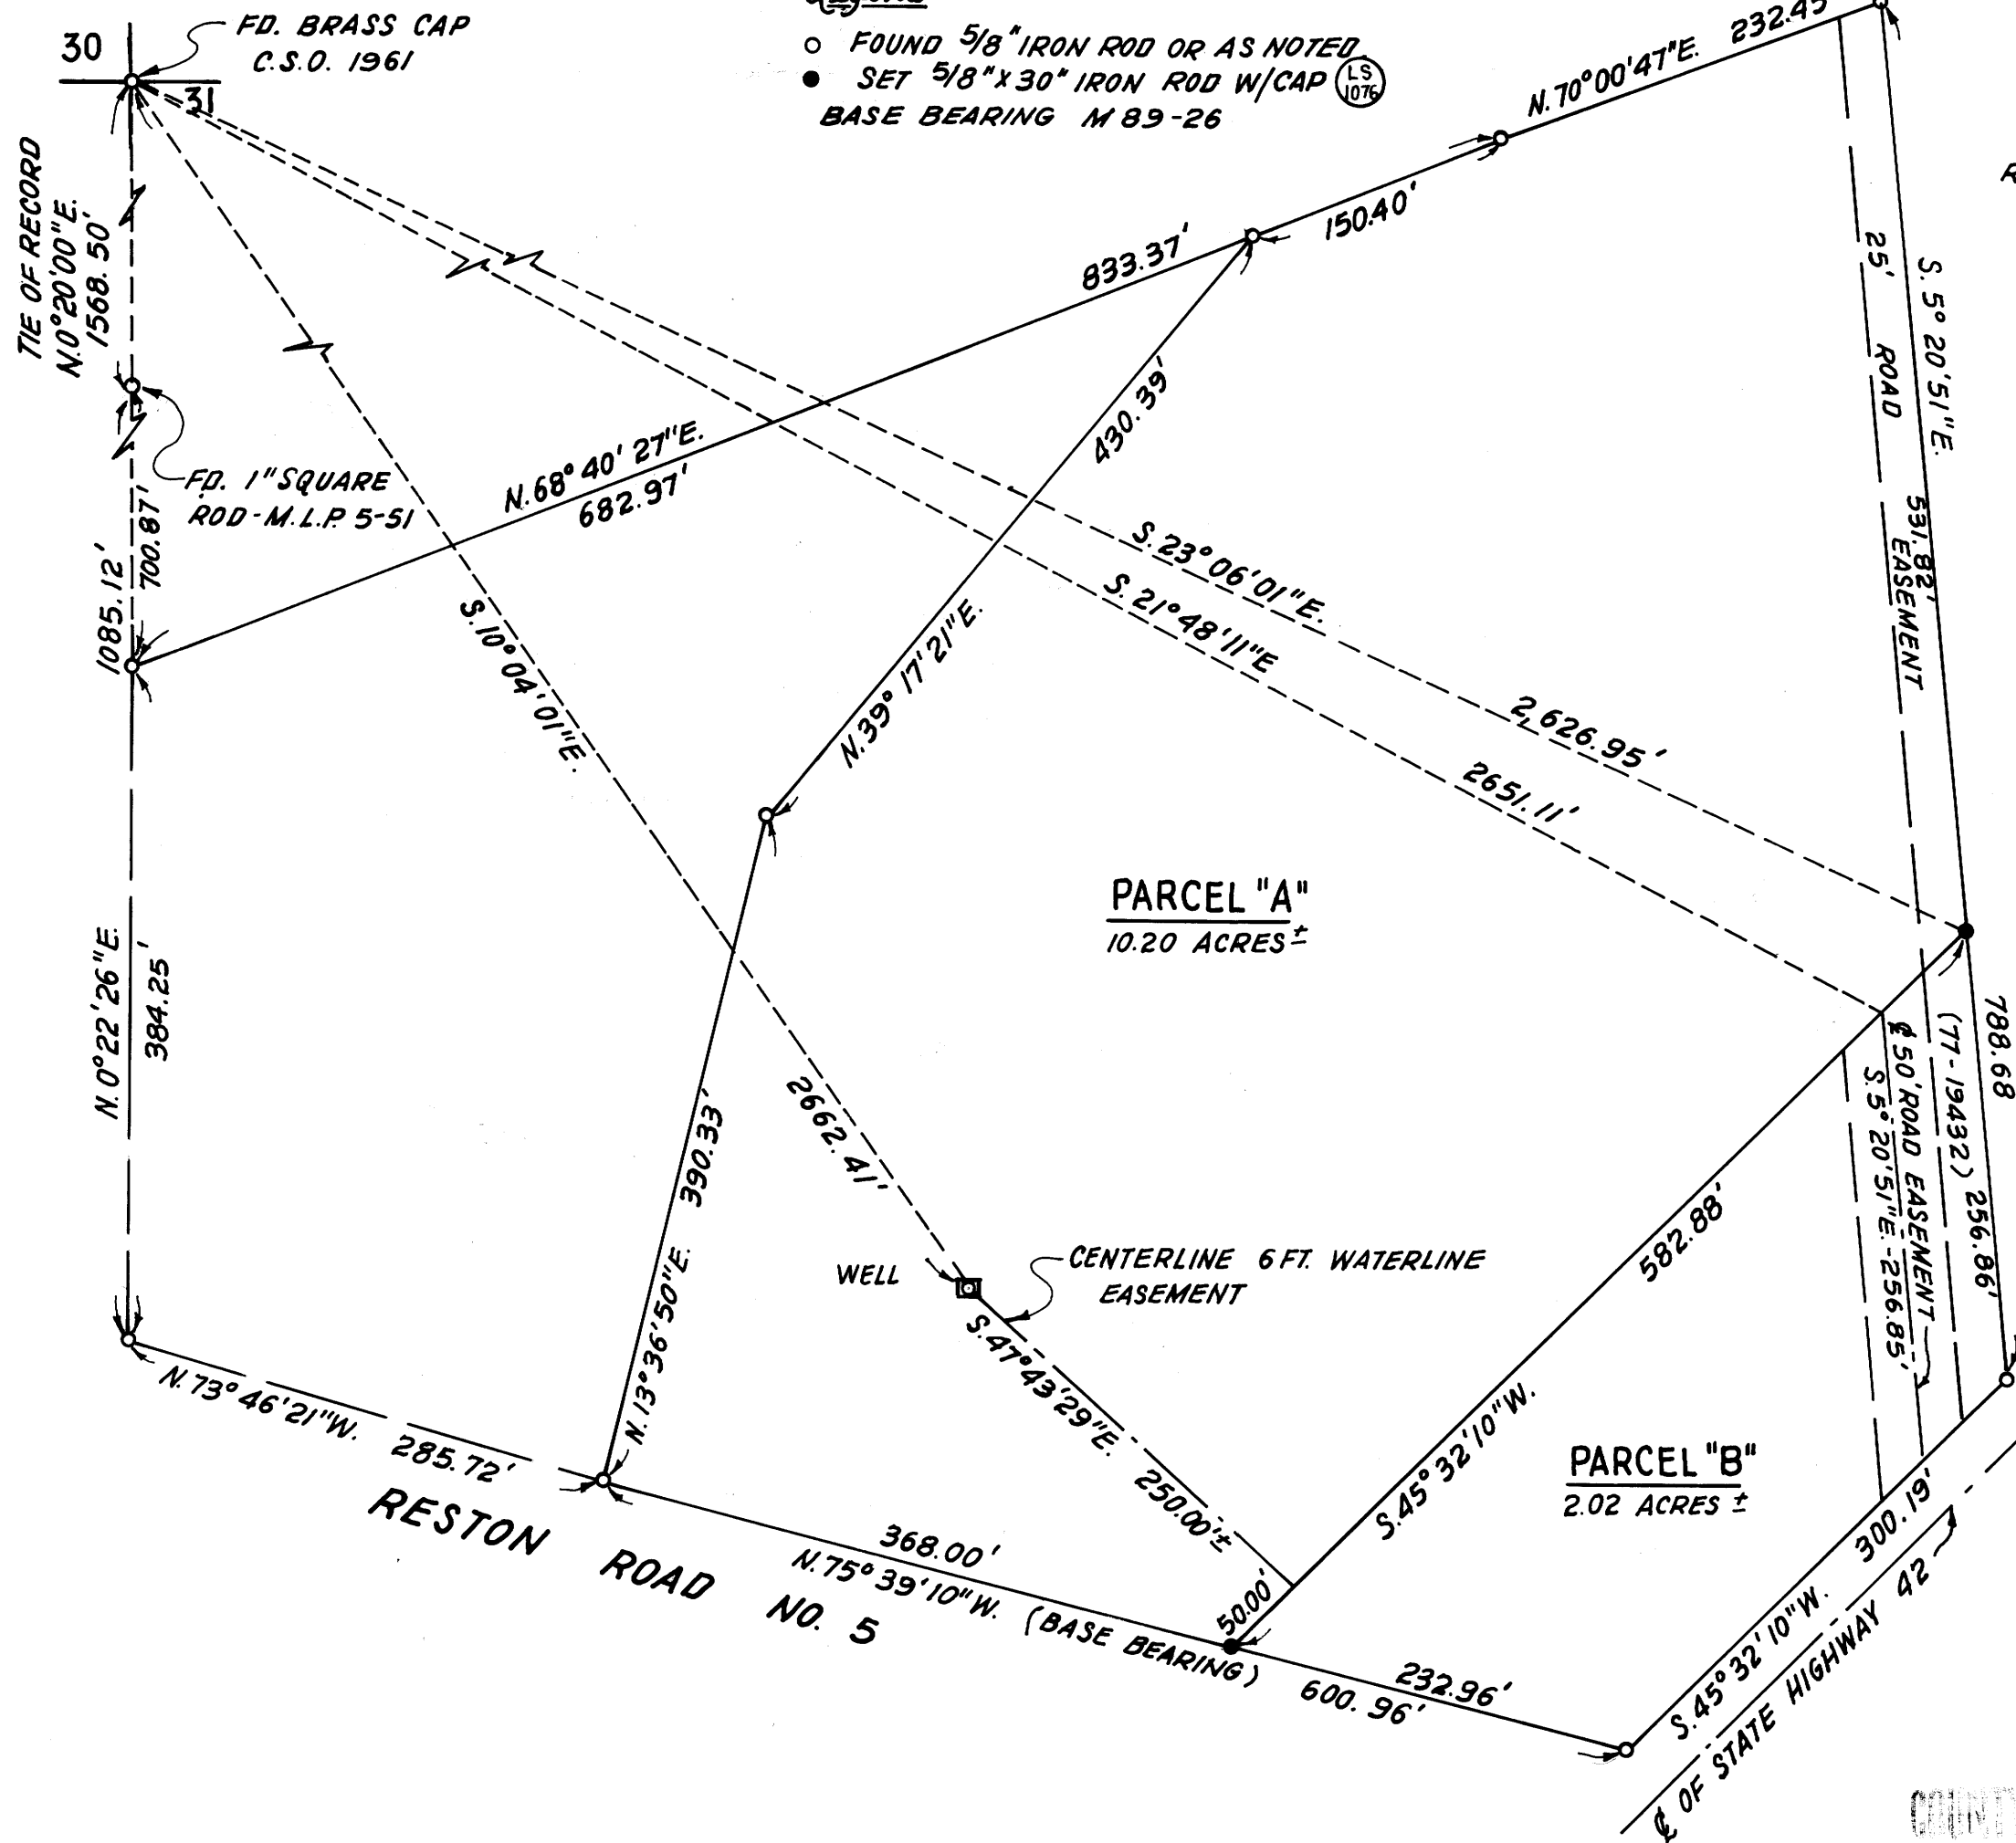 Legend
FD. BRASS CAP
C.S.O. 1961
30
31
○ FOUND 5/8" IRON ROD OR AS NOTED
● SET 5/8" X 30" IRON ROD W/CAP
LS
1076
BASE BEARING M 89-26
N. 70° 00' 47" E. 232.45
150.40'
833.37'
TIE OF RECORD
N. 0° 20' 00" E.
1568.50'
FD. 1" SQUARE
ROD - M.L.P. 5-51
1085.12'
700.87'
N. 68° 40' 27" E.
682.97'
430.39'
N. 39° 17' 21" E.
S. 10° 04' 01" E.
2662.41'
S. 23° 06' 01" E.
2,626.95'
S. 21° 48' 11" E
2651.11'
25' ROAD EASEMENT
S. 5° 20' 51" E.
531.82'
PARCEL "A"
10.20 ACRES ±
N. 0° 22' 26" E.
384.25'
N. 13° 36' 50" E. 390.33'
788.68
(77-19432) 256.86'
℄ 50' ROAD EASEMENT
S. 5° 20' 51" E. - 256.85'
WELL
CENTERLINE 6 FT. WATERLINE
EASEMENT
S. 47° 43' 29" E. 250.00' ±
582.88'
S. 45° 32' 10" W.
50.00'
PARCEL "B"
2.02 ACRES ±
N. 73° 46' 21" W. 285.72'
RESTON ROAD NO. 5
368.00'
N. 75° 39' 10" W. (BASE BEARING)
600.96'
232.96'
S. 45° 32' 10" W. 300.19'
℄ OF STATE HIGHWAY 42